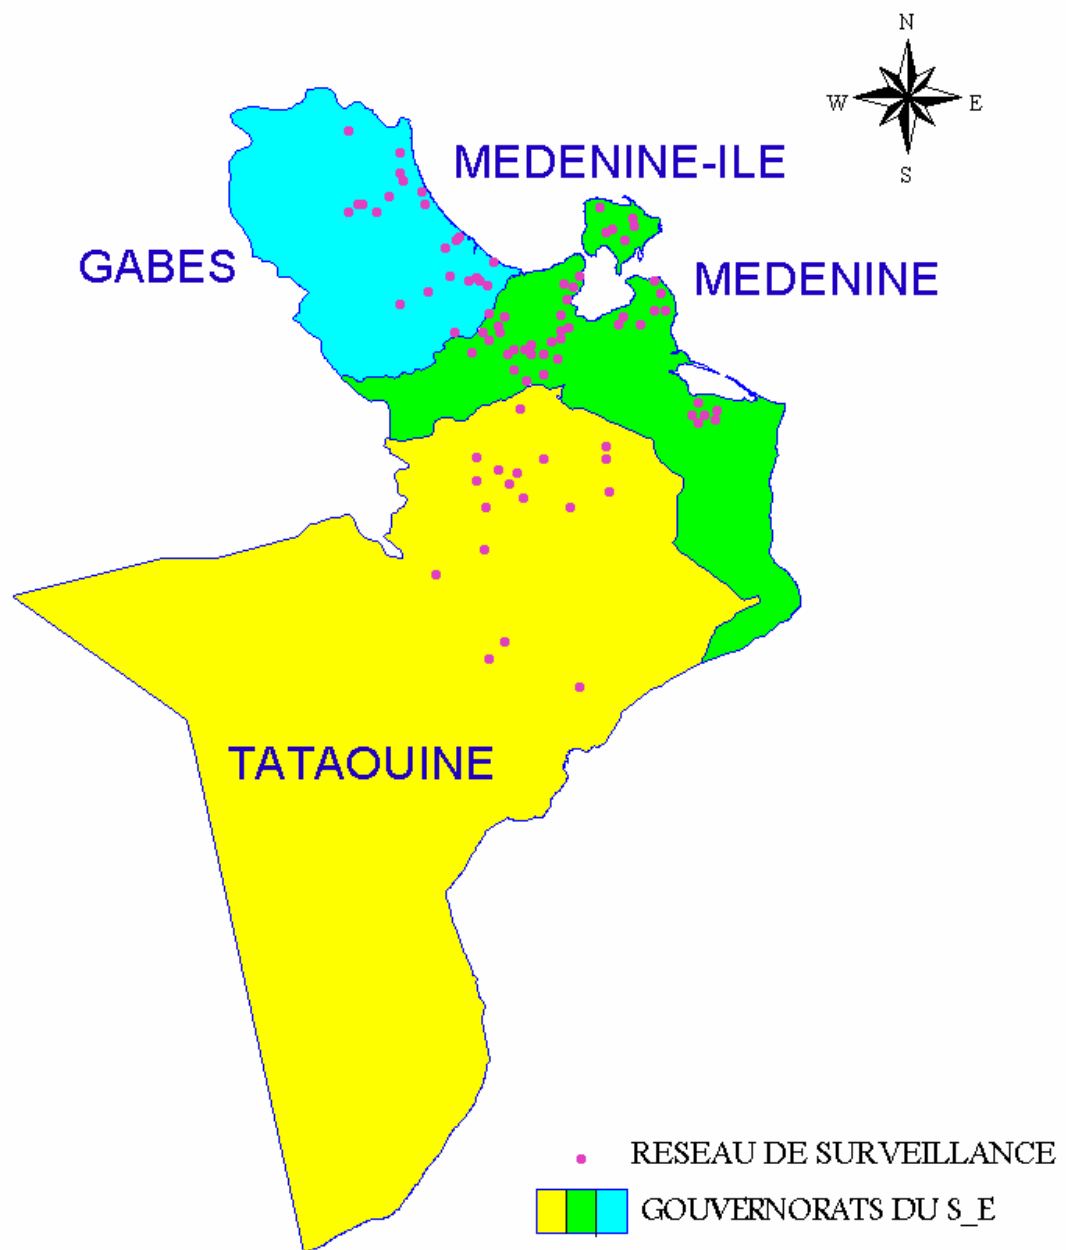 N
W E
S
MEDENINE-ILE
GABES
MEDENINE
TATAOUINE
RESEAU DE SURVEILLANCE
GOUVERNORATS DU S_E